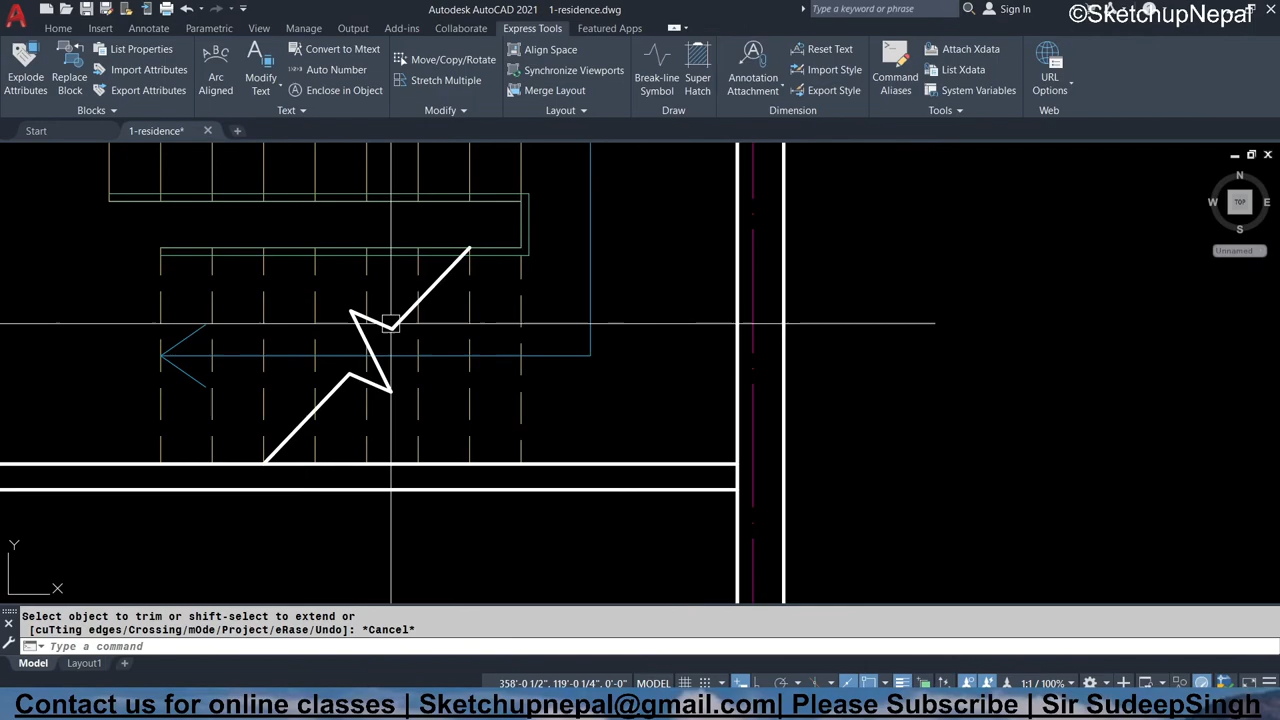 Autodesk AutoCAD 2021 1-residence.dwg
Type a keyword or phrase
Sign In
©SketchupNepal
Home Insert Annotate Parametric View Manage Output Add-ins Collaborate Express Tools Featured Apps
Explode Attributes
Replace Block
List Properties
Import Attributes
Export Attributes
Blocks
Arc Aligned
Modify Text
Convert to Mtext
Auto Number
Enclose in Object
Text
Move/Copy/Rotate
Stretch Multiple
Modify
Align Space
Synchronize Viewports
Merge Layout
Layout
Break-line Symbol
Super Hatch
Draw
Annotation Attachment
Reset Text
Import Style
Export Style
Dimension
Command Aliases
Attach Xdata
List Xdata
System Variables
Tools
URL Options
Web
Start 1-residence*
N
W TOP E
S
Unnamed
Y
X
Select object to trim or shift-select to extend or
[cuTting edges/Crossing/mOde/Project/eRase/Undo]: *Cancel*
Type a command
Model Layout1
358'-0 1/2", 119'-0 1/4", 0'-0" MODEL 1:1 / 100%
Contact us for online classes | Sketchupnepal@gmail.com| Please Subscribe | Sir SudeepSingh